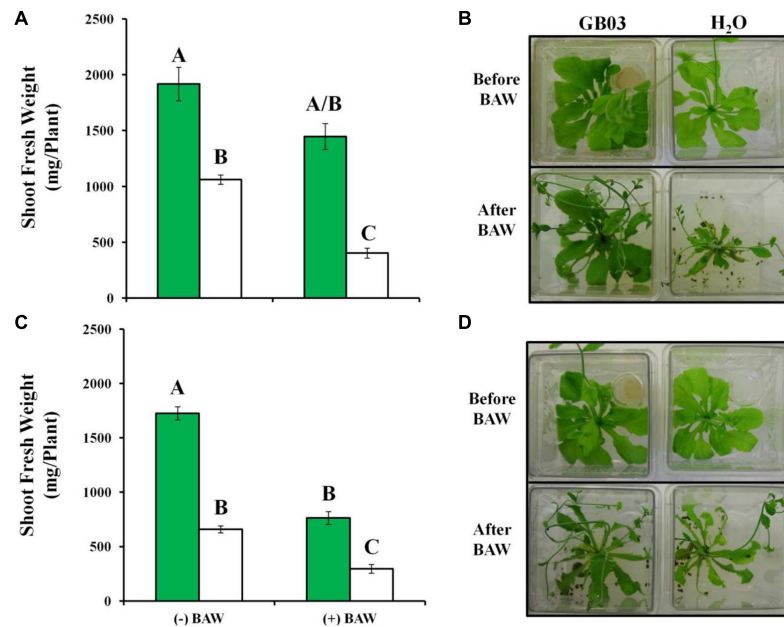 A
Shoot Fresh Weight
(mg/Plant)
2500
2000
1500
1000
500
0
A
B
A/B
C
B
GB03
H₂O
Before
BAW
After
BAW
C
Shoot Fresh Weight
(mg/Plant)
2500
2000
1500
1000
500
0
A
B
B
C
(-) BAW
(+) BAW
D
Before
BAW
After
BAW